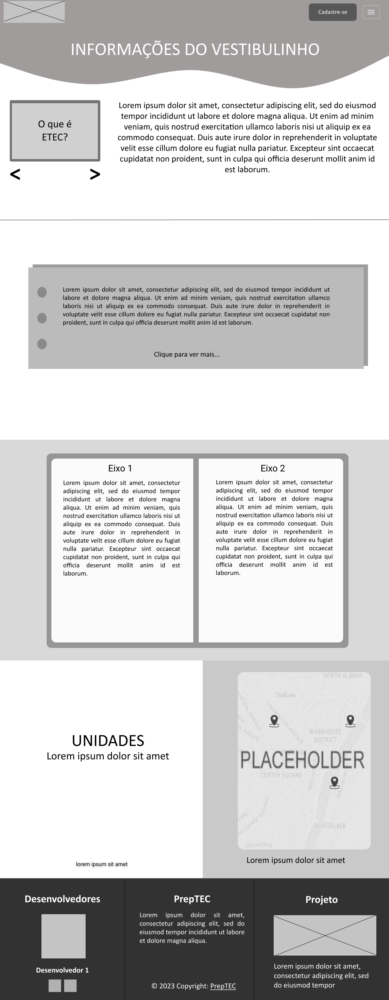 Cadastre-se
INFORMAÇÕES DO VESTIBULINHO
O que é
ETEC?
< >
Lorem ipsum dolor sit amet, consectetur adipiscing elit, sed do eiusmod
tempor incididunt ut labore et dolore magna aliqua. Ut enim ad minim
veniam, quis nostrud exercitation ullamco laboris nisi ut aliquip ex ea
commodo consequat. Duis aute irure dolor in reprehenderit in voluptate
velit esse cillum dolore eu fugiat nulla pariatur. Excepteur sint occaecat
cupidatat non proident, sunt in culpa qui officia deserunt mollit anim id
est laborum.
Lorem ipsum dolor sit amet, consectetur adipiscing elit, sed do eiusmod tempor incididunt ut
labore et dolore magna aliqua. Ut enim ad minim veniam, quis nostrud exercitation ullamco
laboris nisi ut aliquip ex ea commodo consequat. Duis aute irure dolor in reprehenderit in
voluptate velit esse cillum dolore eu fugiat nulla pariatur. Excepteur sint occaecat cupidatat non
proident, sunt in culpa qui officia deserunt mollit anim id est laborum.
Clique para ver mais...
Eixo 1
Lorem ipsum dolor sit amet, consectetur
adipiscing elit, sed do eiusmod tempor
incididunt ut labore et dolore magna
aliqua. Ut enim ad minim veniam, quis
nostrud exercitation ullamco laboris nisi ut
aliquip ex ea commodo consequat. Duis
aute irure dolor in reprehenderit in
voluptate velit esse cillum dolore eu fugiat
nulla pariatur. Excepteur sint occaecat
cupidatat non proident, sunt in culpa qui
officia deserunt mollit anim id est
laborum.
Eixo 2
Lorem ipsum dolor sit amet, consectetur
adipiscing elit, sed do eiusmod tempor
incididunt ut labore et dolore magna
aliqua. Ut enim ad minim veniam, quis
nostrud exercitation ullamco laboris nisi ut
aliquip ex ea commodo consequat. Duis
aute irure dolor in reprehenderit in
voluptate velit esse cillum dolore eu fugiat
nulla pariatur. Excepteur sint occaecat
cupidatat non proident, sunt in culpa qui
officia deserunt mollit anim id est
laborum.
UNIDADES
Lorem ipsum dolor sit amet
lorem ipsum sit amet
NORTH ALBANY
Tivoli Lake
LIVINGSTON AVENUE
WAREHOUSE
DISTRICT
PLACEHOLDER
CENTER SQUARE
DELAWARE AVENUE
RENSSELAER
2ND AVENUE
Lorem ipsum dolor sit amet
Desenvolvedores
Desenvolvedor 1
PrepTEC
Lorem ipsum dolor sit amet,
consectetur adipiscing elit, sed do
eiusmod tempor incididunt ut labore
et dolore magna aliqua.
© 2023 Copyright: PrepTEC
Projeto
Lorem ipsum dolor sit amet,
consectetur adipiscing elit, sed
do eiusmod tempor